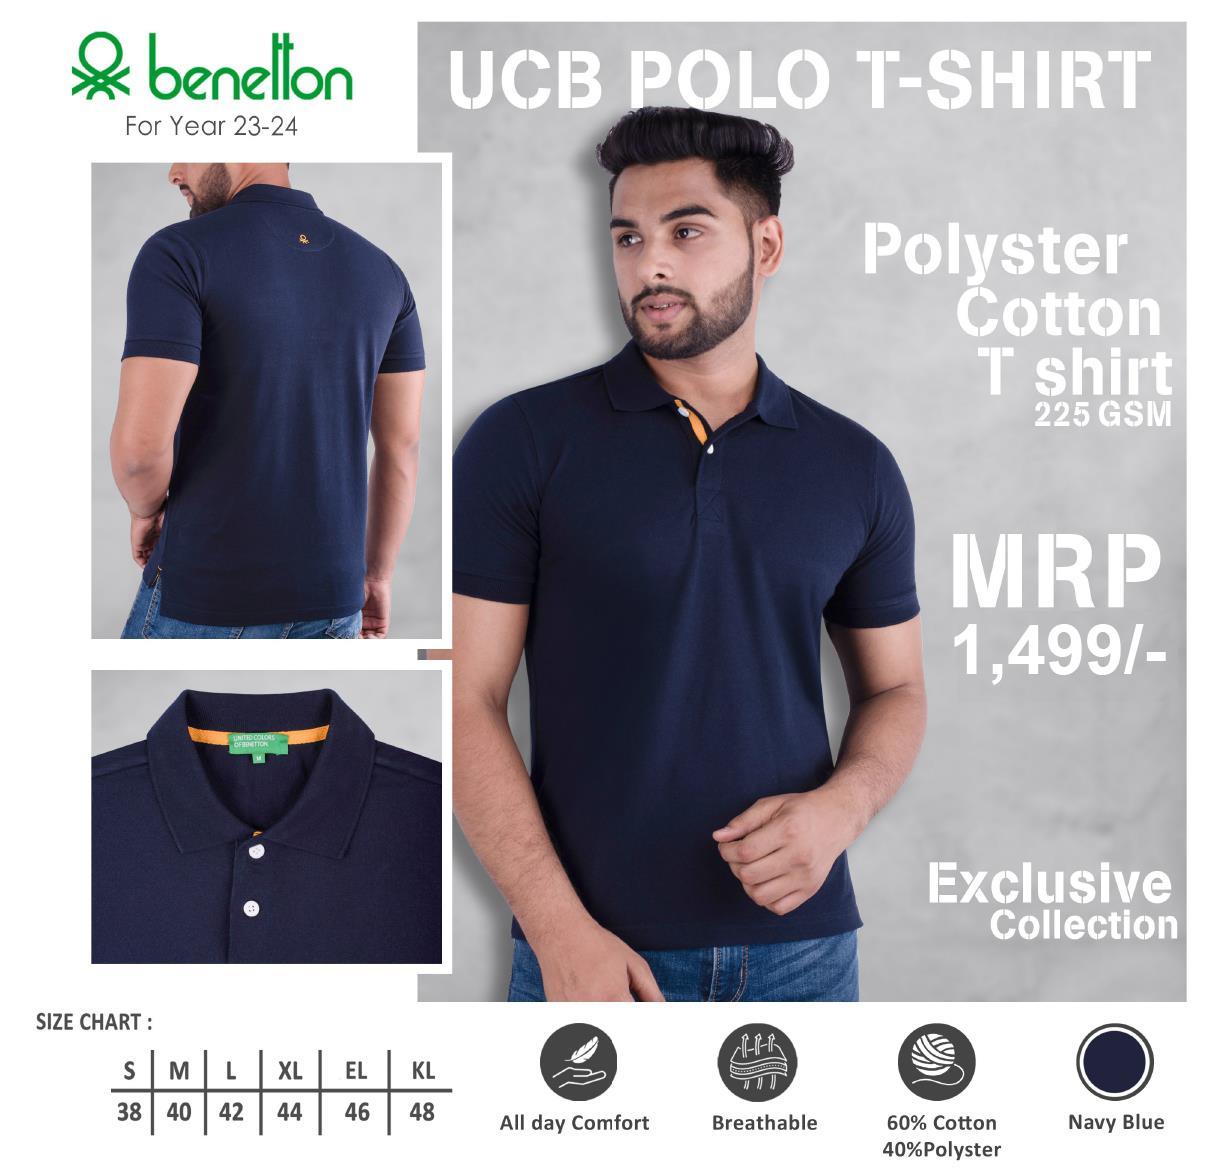 benetton
For Year 23-24
UCB POLO T-SHIRT
Polyster
Cotton
T shirt
225 GSM
MRP
1,499/-
UNITED COLORS
OF BENETTON.
M
Exclusive
Collection
SIZE CHART :
S M L XL EL KL
38 40 42 44 46 48
All day Comfort
Breathable
60% Cotton
40%Polyster
Navy Blue